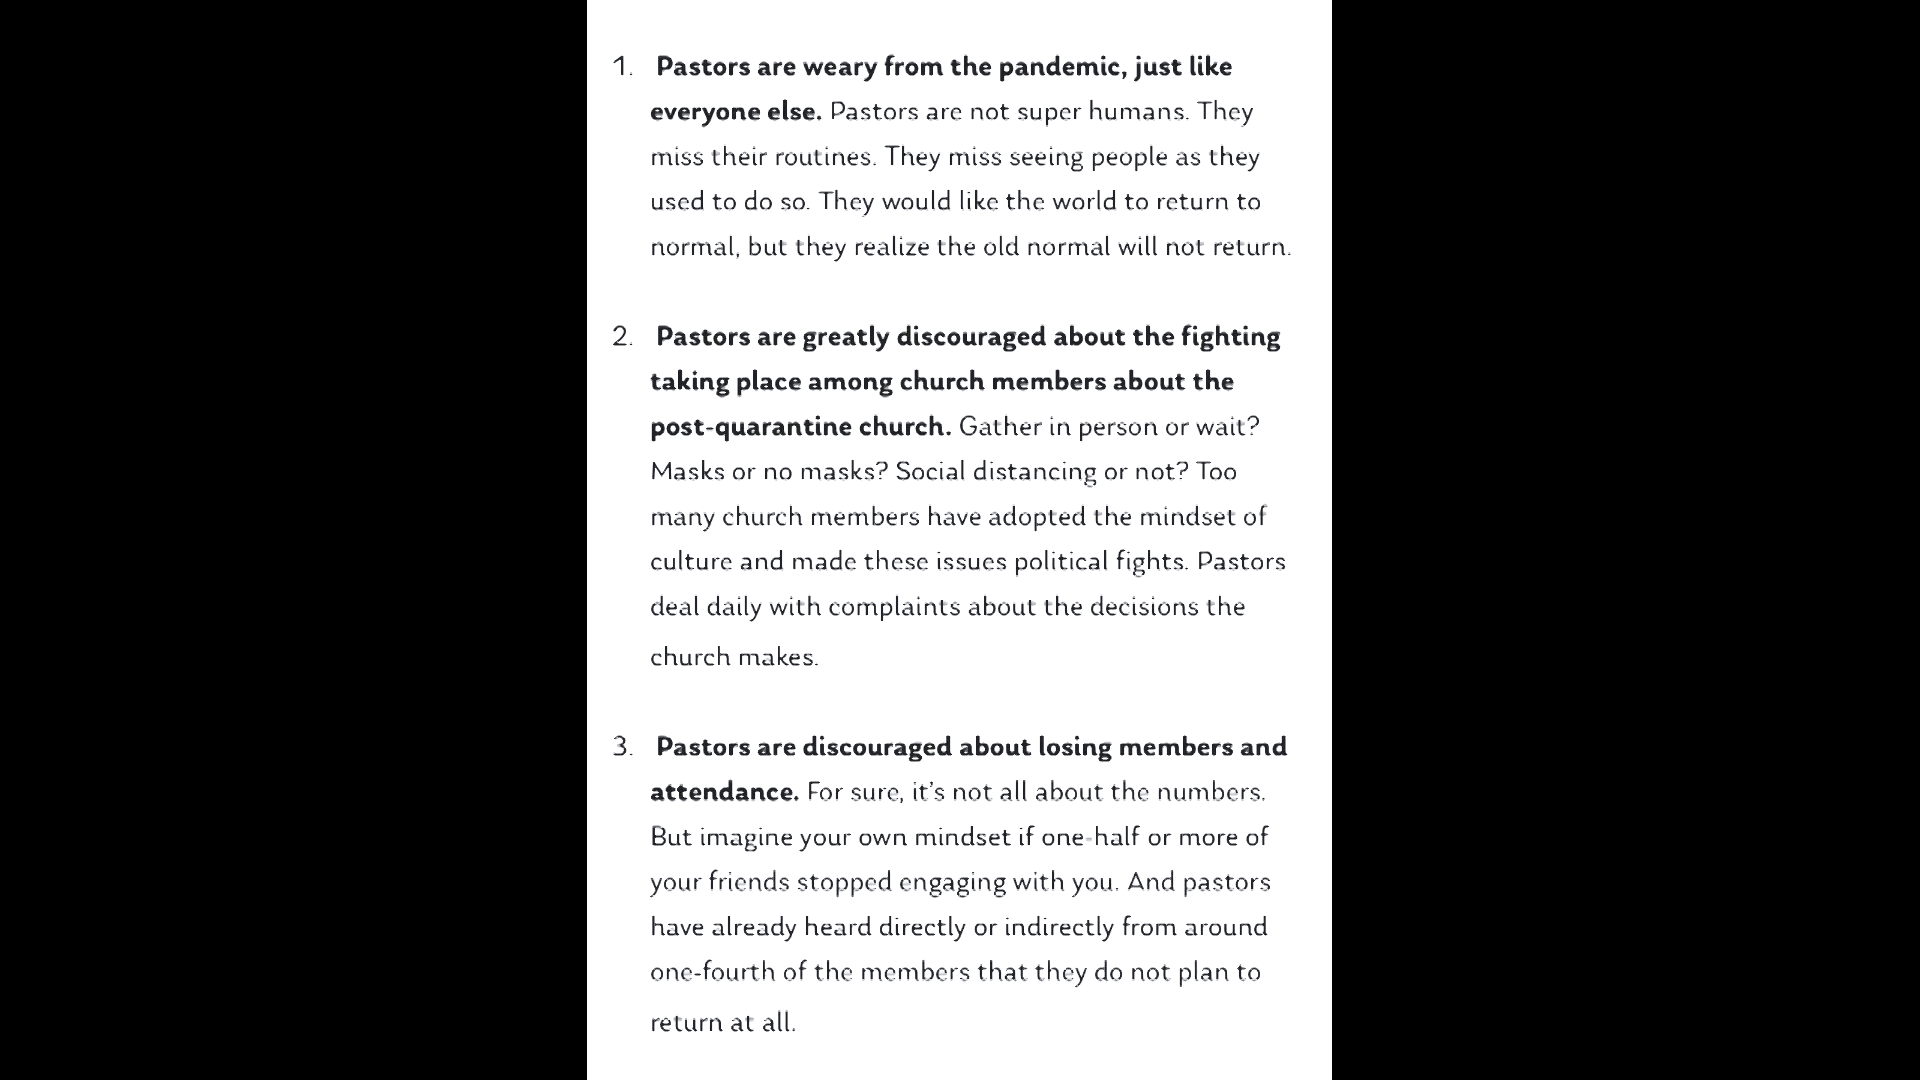 1. Pastors are weary from the pandemic, just like
everyone else. Pastors are not super humans. They
miss their routines. They miss seeing people as they
used to do so. They would like the world to return to
normal, but they realize the old normal will not return.
2. Pastors are greatly discouraged about the fighting
taking place among church members about the
post-quarantine church. Gather in person or wait?
Masks or no masks? Social distancing or not? Too
many church members have adopted the mindset of
culture and made these issues political fights. Pastors
deal daily with complaints about the decisions the
church makes.
3. Pastors are discouraged about losing members and
attendance. For sure, it's not all about the numbers.
But imagine your own mindset if one-half or more of
your friends stopped engaging with you. And pastors
have already heard directly or indirectly from around
one-fourth of the members that they do not plan to
return at all.